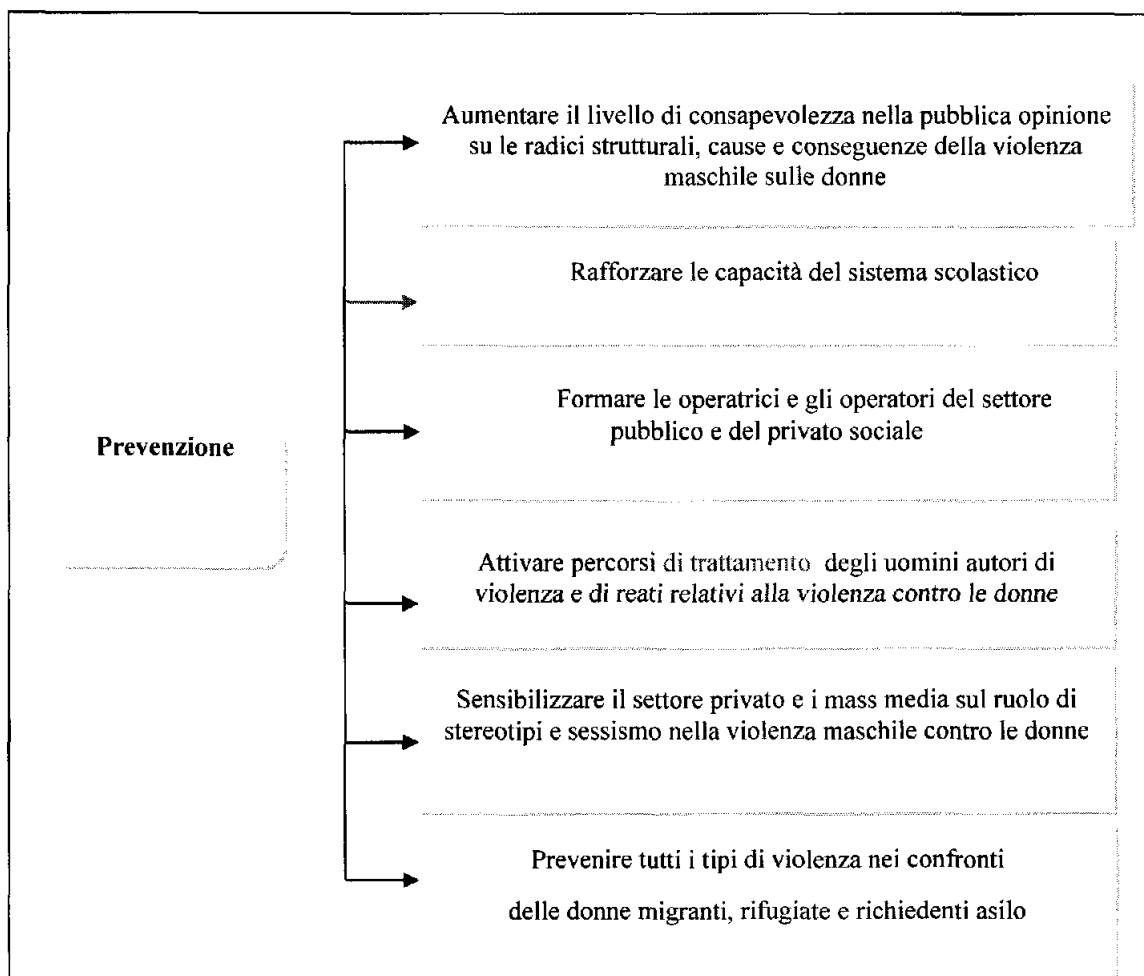 Aumentare il livello di consapevolezza nella pubblica opinione
su le radici strutturali, cause e conseguenze della violenza
maschile sulle donne
Rafforzare le capacità del sistema scolastico
Formare le operatrici e gli operatori del settore
pubblico e del privato sociale
Prevenzione
Attivare percorsi di trattamento degli uomini autori di
violenza e di reati relativi alla violenza contro le donne
Sensibilizzare il settore privato e i mass media sul ruolo di
stereotipi e sessismo nella violenza maschile contro le donne
Prevenire tutti i tipi di violenza nei confronti
delle donne migranti, rifugiate e richiedenti asilo